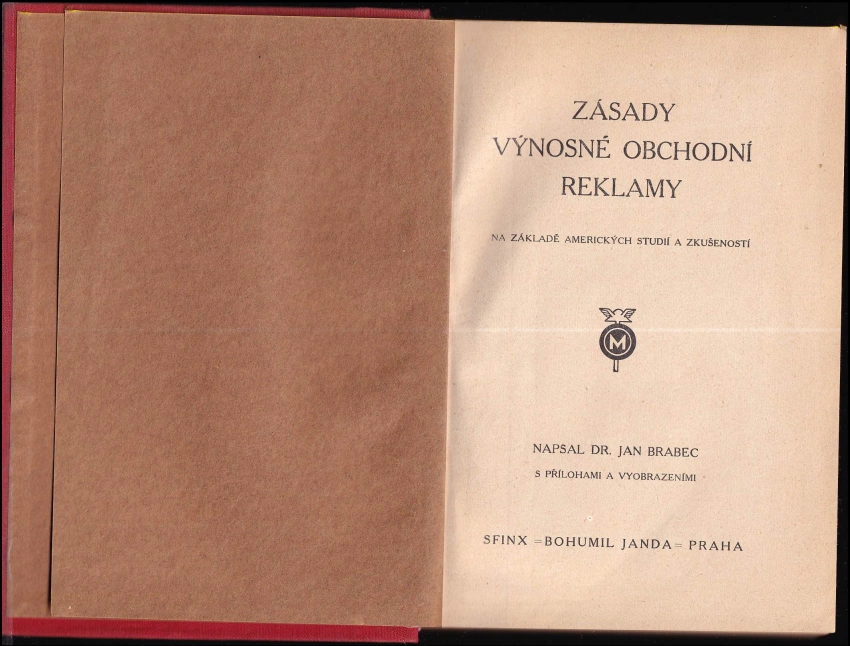 ZÁSADY
VÝNOSNÉ OBCHODNÍ
REKLAMY
NA ZÁKLADĚ AMERICKÝCH STUDIÍ A ZKUŠENOSTÍ
M
NAPSAL DR. JAN BRABEC
S PŘÍLOHAMI A VYOBRAZENÍMI
SFINX = BOHUMIL JANDA = PRAHA